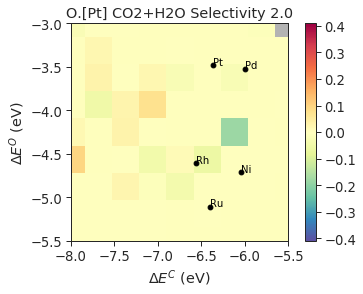 O.[Pt] CO2+H2O Selectivity 2.0
−3.0
−3.5
−4.0
−4.5
−5.0
−5.5
ΔE^O (eV)
Pt
Pd
Rh
Ni
Ru
−8.0 −7.5 −7.0 −6.5 −6.0 −5.5
ΔE^C (eV)
0.4
0.3
0.2
0.1
0.0
−0.1
−0.2
−0.3
−0.4